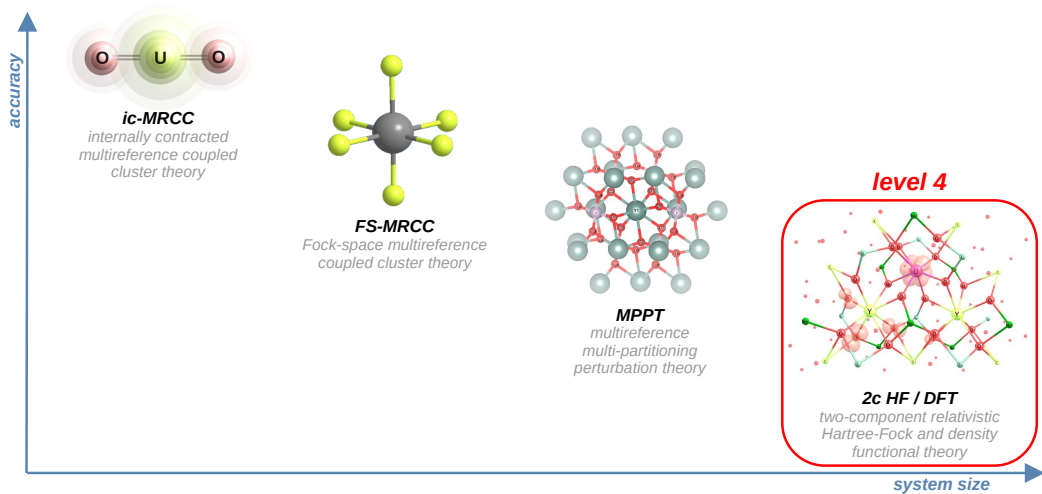 accuracy
O U O
ic-MRCC
internally contracted
multireference coupled
cluster theory
FS-MRCC
Fock-space multireference
coupled cluster theory
MPPT
multireference
multi-partitioning
perturbation theory
level 4
U
Y Y
2c HF / DFT
two-component relativistic
Hartree-Fock and density
functional theory
system size